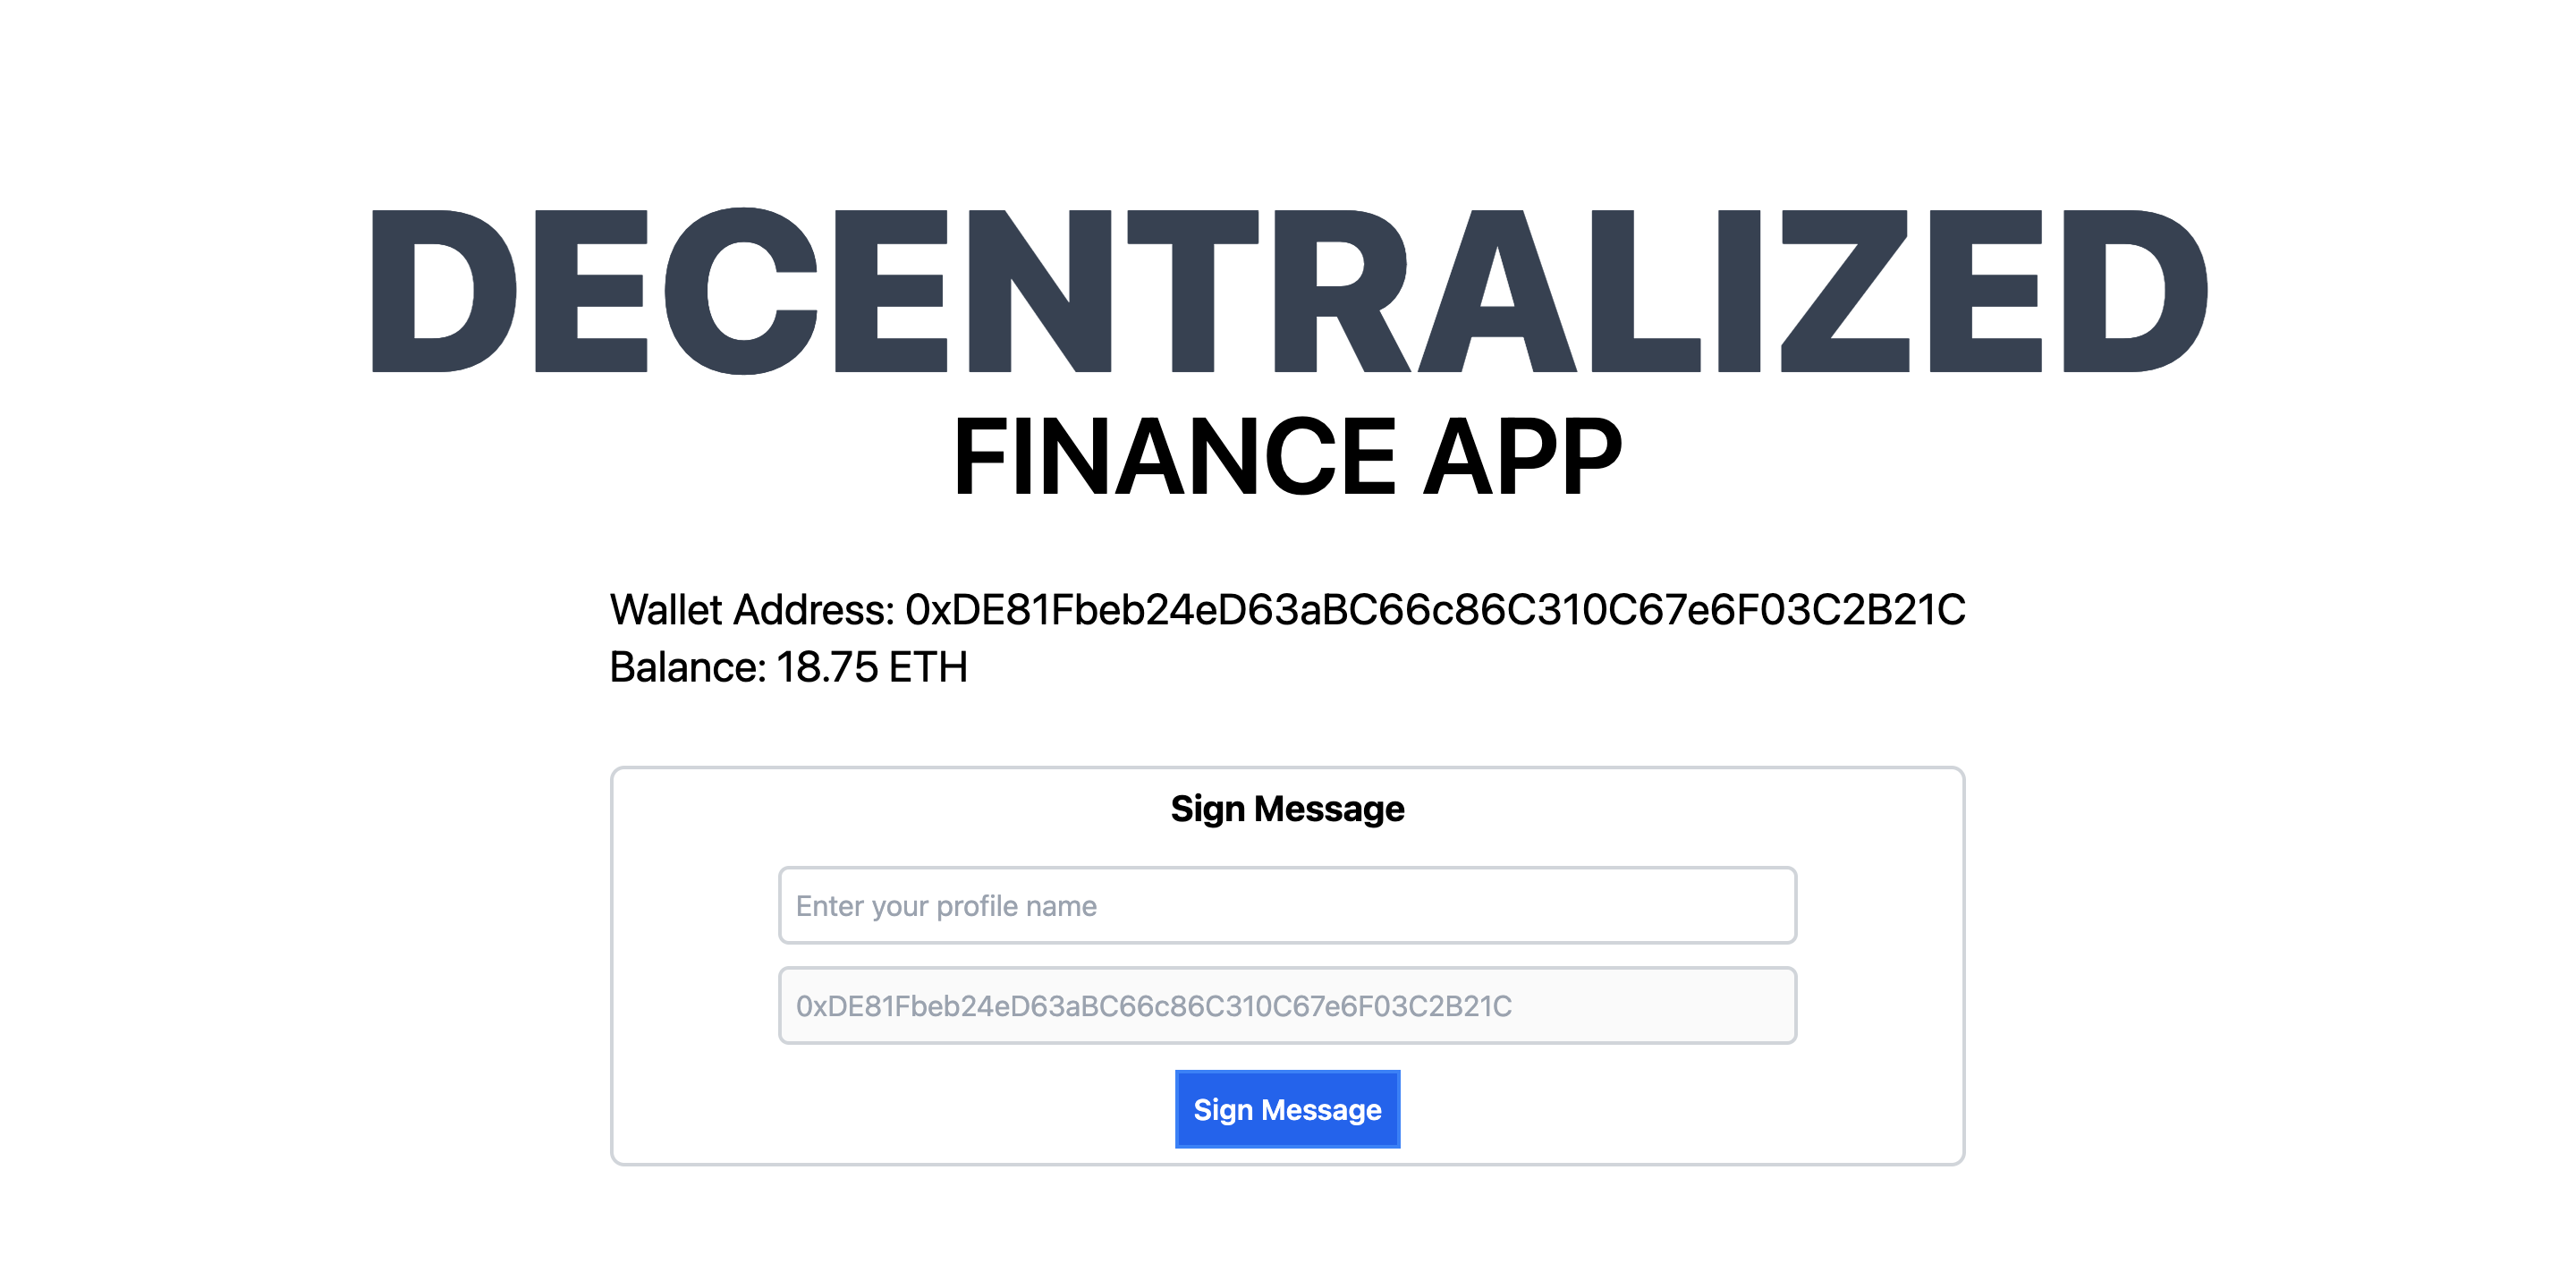 DECENTRALIZED
FINANCE APP
Wallet Address: 0xDE81Fbeb24eD63aBC66c86C310C67e6F03C2B21C
Balance: 18.75 ETH
Sign Message
Enter your profile name
0xDE81Fbeb24eD63aBC66c86C310C67e6F03C2B21C
Sign Message